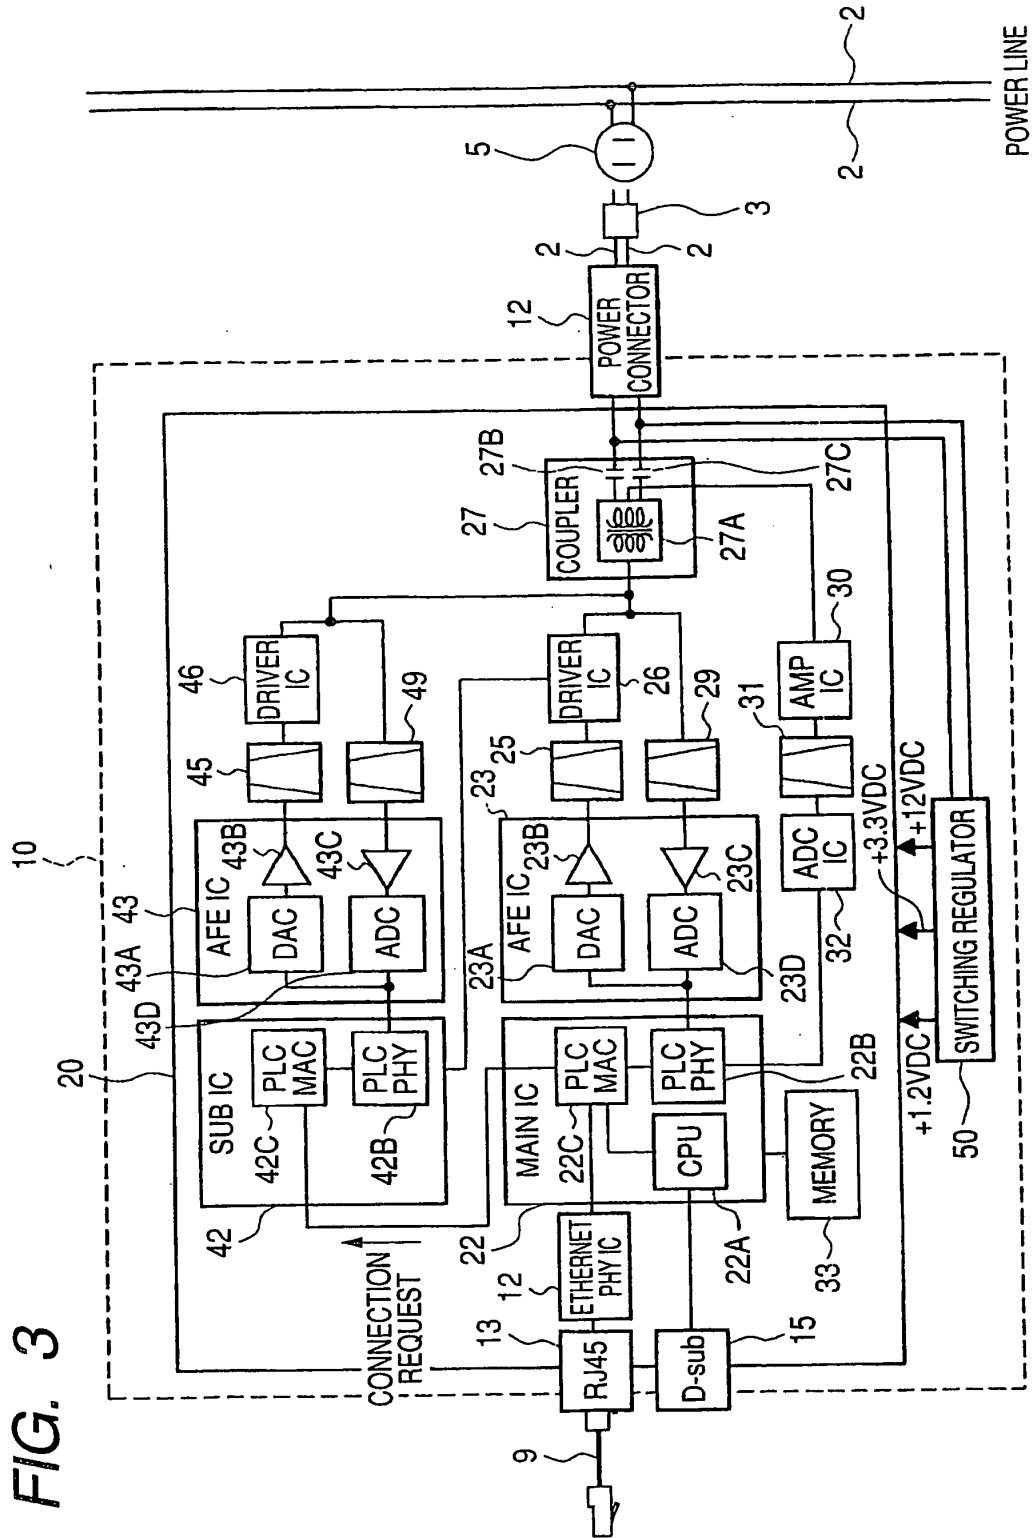 FIG. 3
10
20
CONNECTION
REQUEST
42
SUB IC
42C
PLC
MAC
PLC
PHY
42B
43
AFE IC
43A
DAC
43B
ADC
43C
43D
45
46
DRIVER
IC
49
9
13
RJ45
12
ETHERNET
PHY IC
22
MAIN IC
22C
PLC
MAC
PLC
PHY
22B
CPU
22A
D-sub
15
23
AFE IC
23A
DAC
23B
ADC
23C
23D
25
DRIVER
IC
26
29
27
COUPLER
27A
27B
27C
12
POWER
CONNECTOR
2
2
3
5
2
2
POWER LINE
30
AMP
IC
31
ADC
IC
32
MEMORY
33
+1.2VDC
+3.3VDC
+12VDC
SWITCHING REGULATOR
50